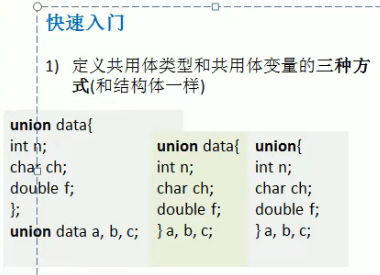 快速入门
1) 定义共用体类型和共用体变量的三种方
式(和结构体一样)
union data{
int n;
char ch;
double f;
};
union data a, b, c;
union data{
int n;
char ch;
double f;
} a, b, c;
union{
int n;
char ch;
double f;
} a, b, c;